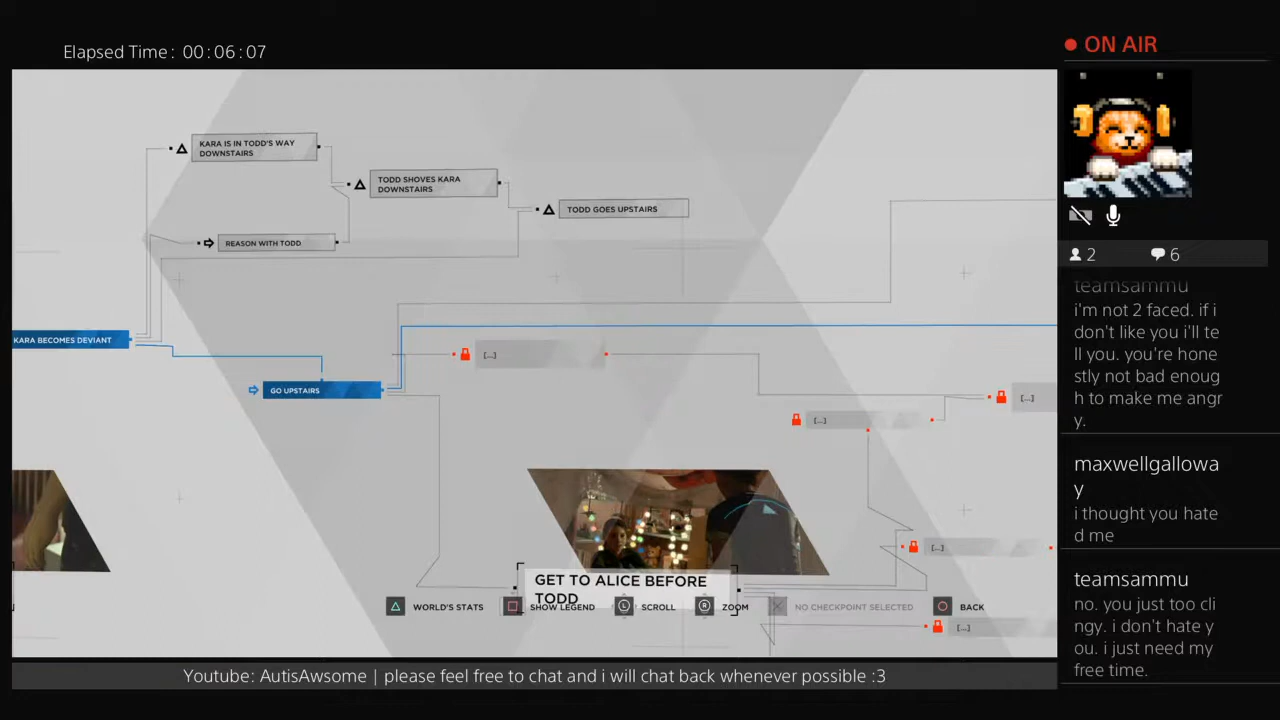 Elapsed Time: 00:06:07
ON AIR
KARA IS IN TODD'S WAY
DOWNSTAIRS
TODD SHOVES KARA
DOWNSTAIRS
TODD GOES UPSTAIRS
REASON WITH TODD
KARA BECOMES DEVIANT
GO UPSTAIRS
[...]
[...]
[...]
[...]
[...]
GET TO ALICE BEFORE
TODD
WORLD'S STATS
SHOW LEGEND
L
SCROLL
R
ZOOM
NO CHECKPOINT SELECTED
BACK
Youtube: AutisAwsome | please feel free to chat and i will chat back whenever possible :3
2
6
teamsammu
i'm not 2 faced. if i
don't like you i'll te
ll you. you're hone
stly not bad enoug
h to make me angr
y.
maxwellgallowa
y
i thought you hate
d me
teamsammu
no. you just too cli
ngy. i don't hate y
ou. i just need my
free time.